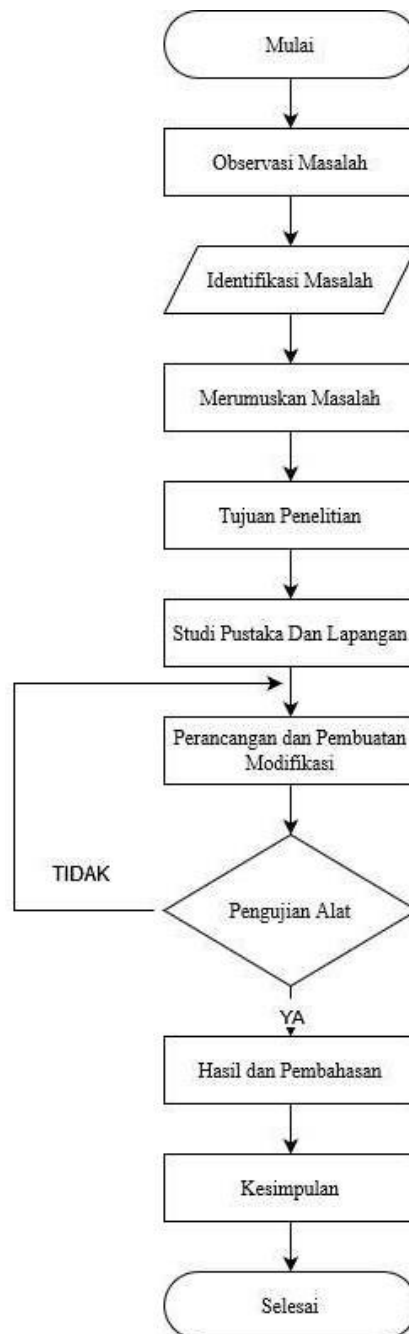 Mulai
Observasi Masalah
Identifikasi Masalah
Merumuskan Masalah
Tujuan Penelitian
Studi Pustaka Dan Lapangan
Perancangan dan Pembuatan
Modifikasi
TIDAK
Pengujian Alat
YA
Hasil dan Pembahasan
Kesimpulan
Selesai